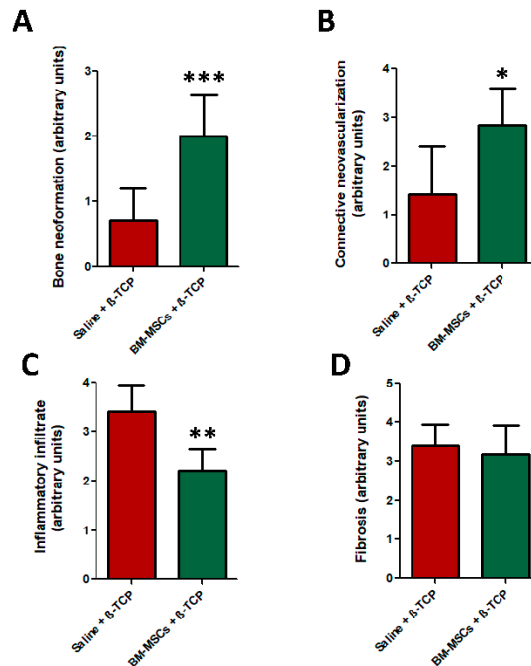 A
Bone neoformation (arbitrary units)
3
2
1
0
***
Saline + ß-TCP
BM-MSCs + ß-TCP
B
Connective neovascularization
(arbitrary units)
4
3
2
1
0
*
Saline + ß-TCP
BM-MSCs + ß-TCP
C
Inflammatory infiltrate
(arbitrary units)
4
3
2
1
0
**
Saline + ß-TCP
BM-MSCs + ß-TCP
D
Fibrosis (arbitrary units)
5
4
3
2
1
0
Saline + ß-TCP
BM-MSCs + ß-TCP